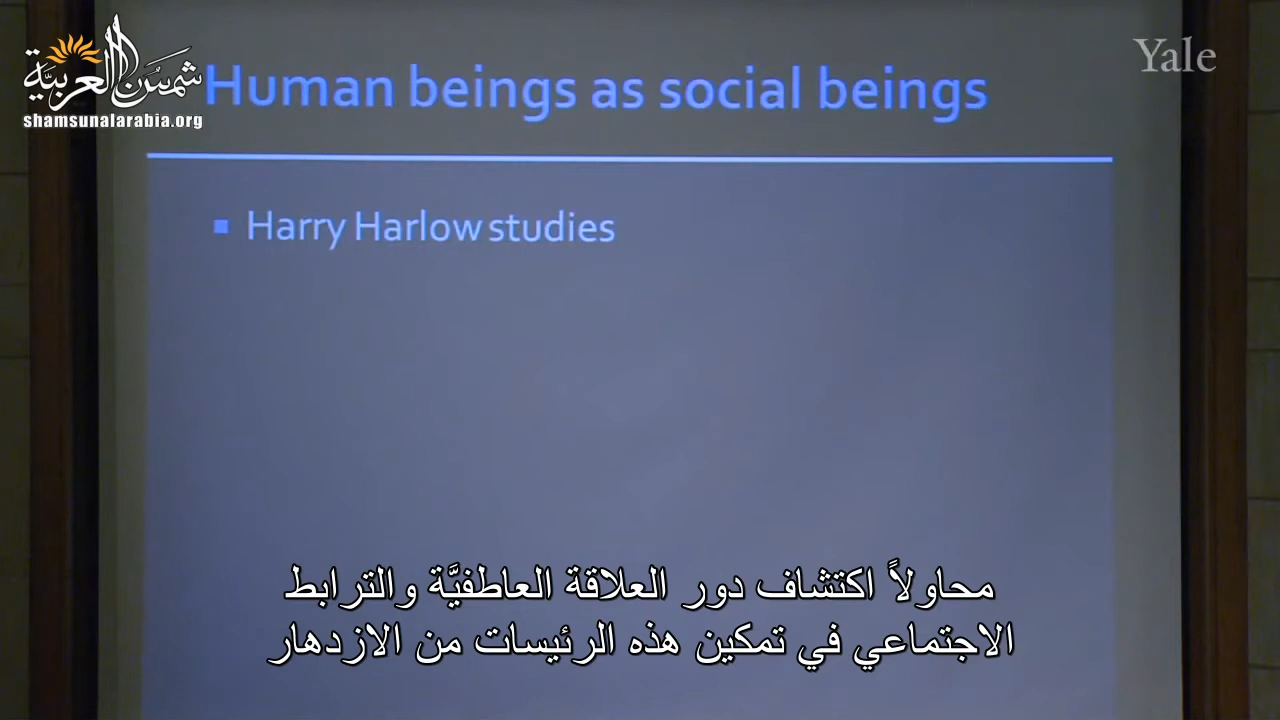 شمس العربية
shamsunalarabia.org
Yale
Human beings as social beings
Harry Harlow studies
محاولاً اكتشاف دور العلاقة العاطفيَّة والترابط
الاجتماعي في تمكين هذه الرئيسات من الازدهار